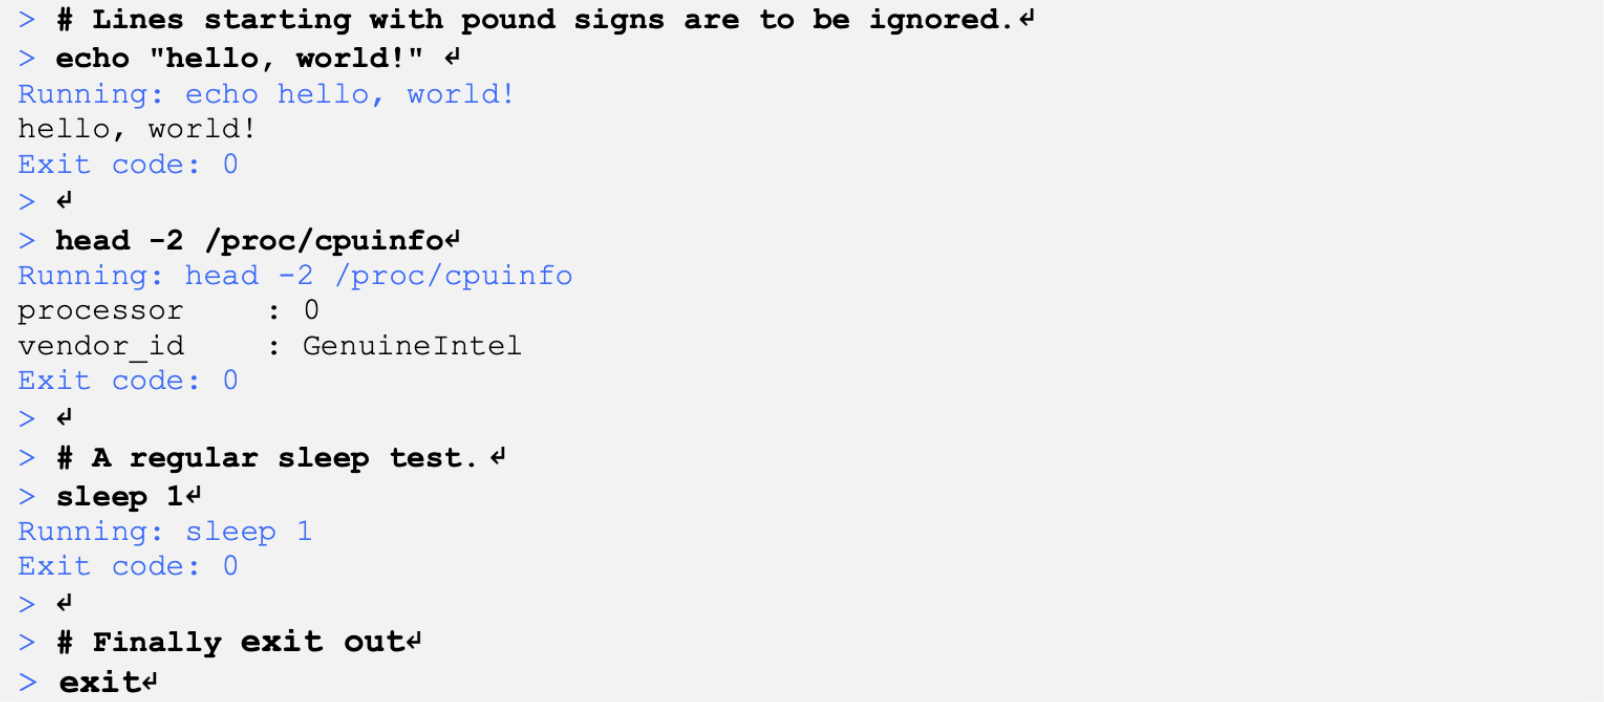 > # Lines starting with pound signs are to be ignored.↵
> echo "hello, world!" ↵
Running: echo hello, world!
hello, world!
Exit code: 0
> ↵
> head -2 /proc/cpuinfo↵
Running: head -2 /proc/cpuinfo
processor    : 0
vendor_id    : GenuineIntel
Exit code: 0
> ↵
> # A regular sleep test. ↵
> sleep 1↵
Running: sleep 1
Exit code: 0
> ↵
> # Finally exit out↵
> exit↵